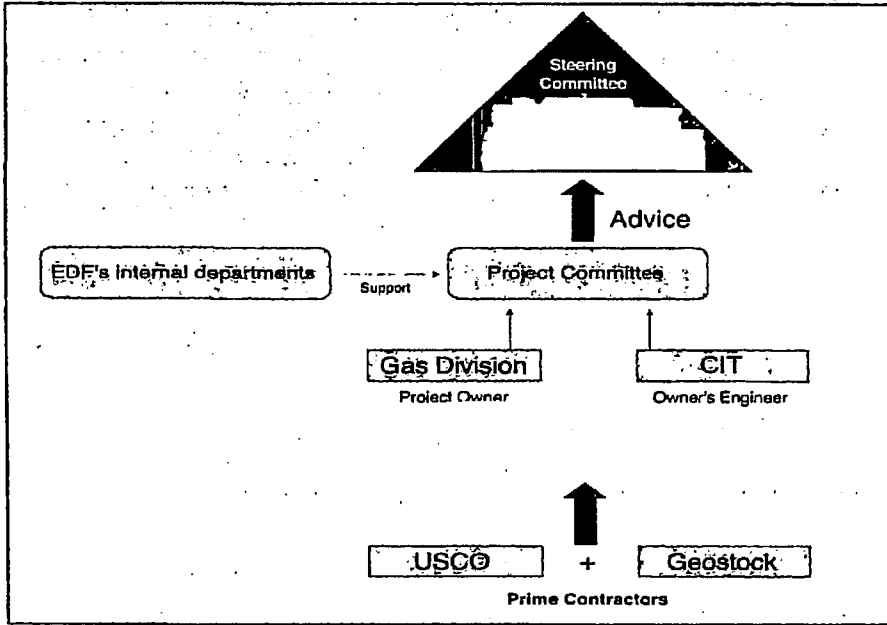 Steering
Committee
Advice
EDF's internal departments
Support
Project Committee
Gas Division
CIT
Project Owner
Owner's Engineer
USCO
+
Geostock
Prime Contractors